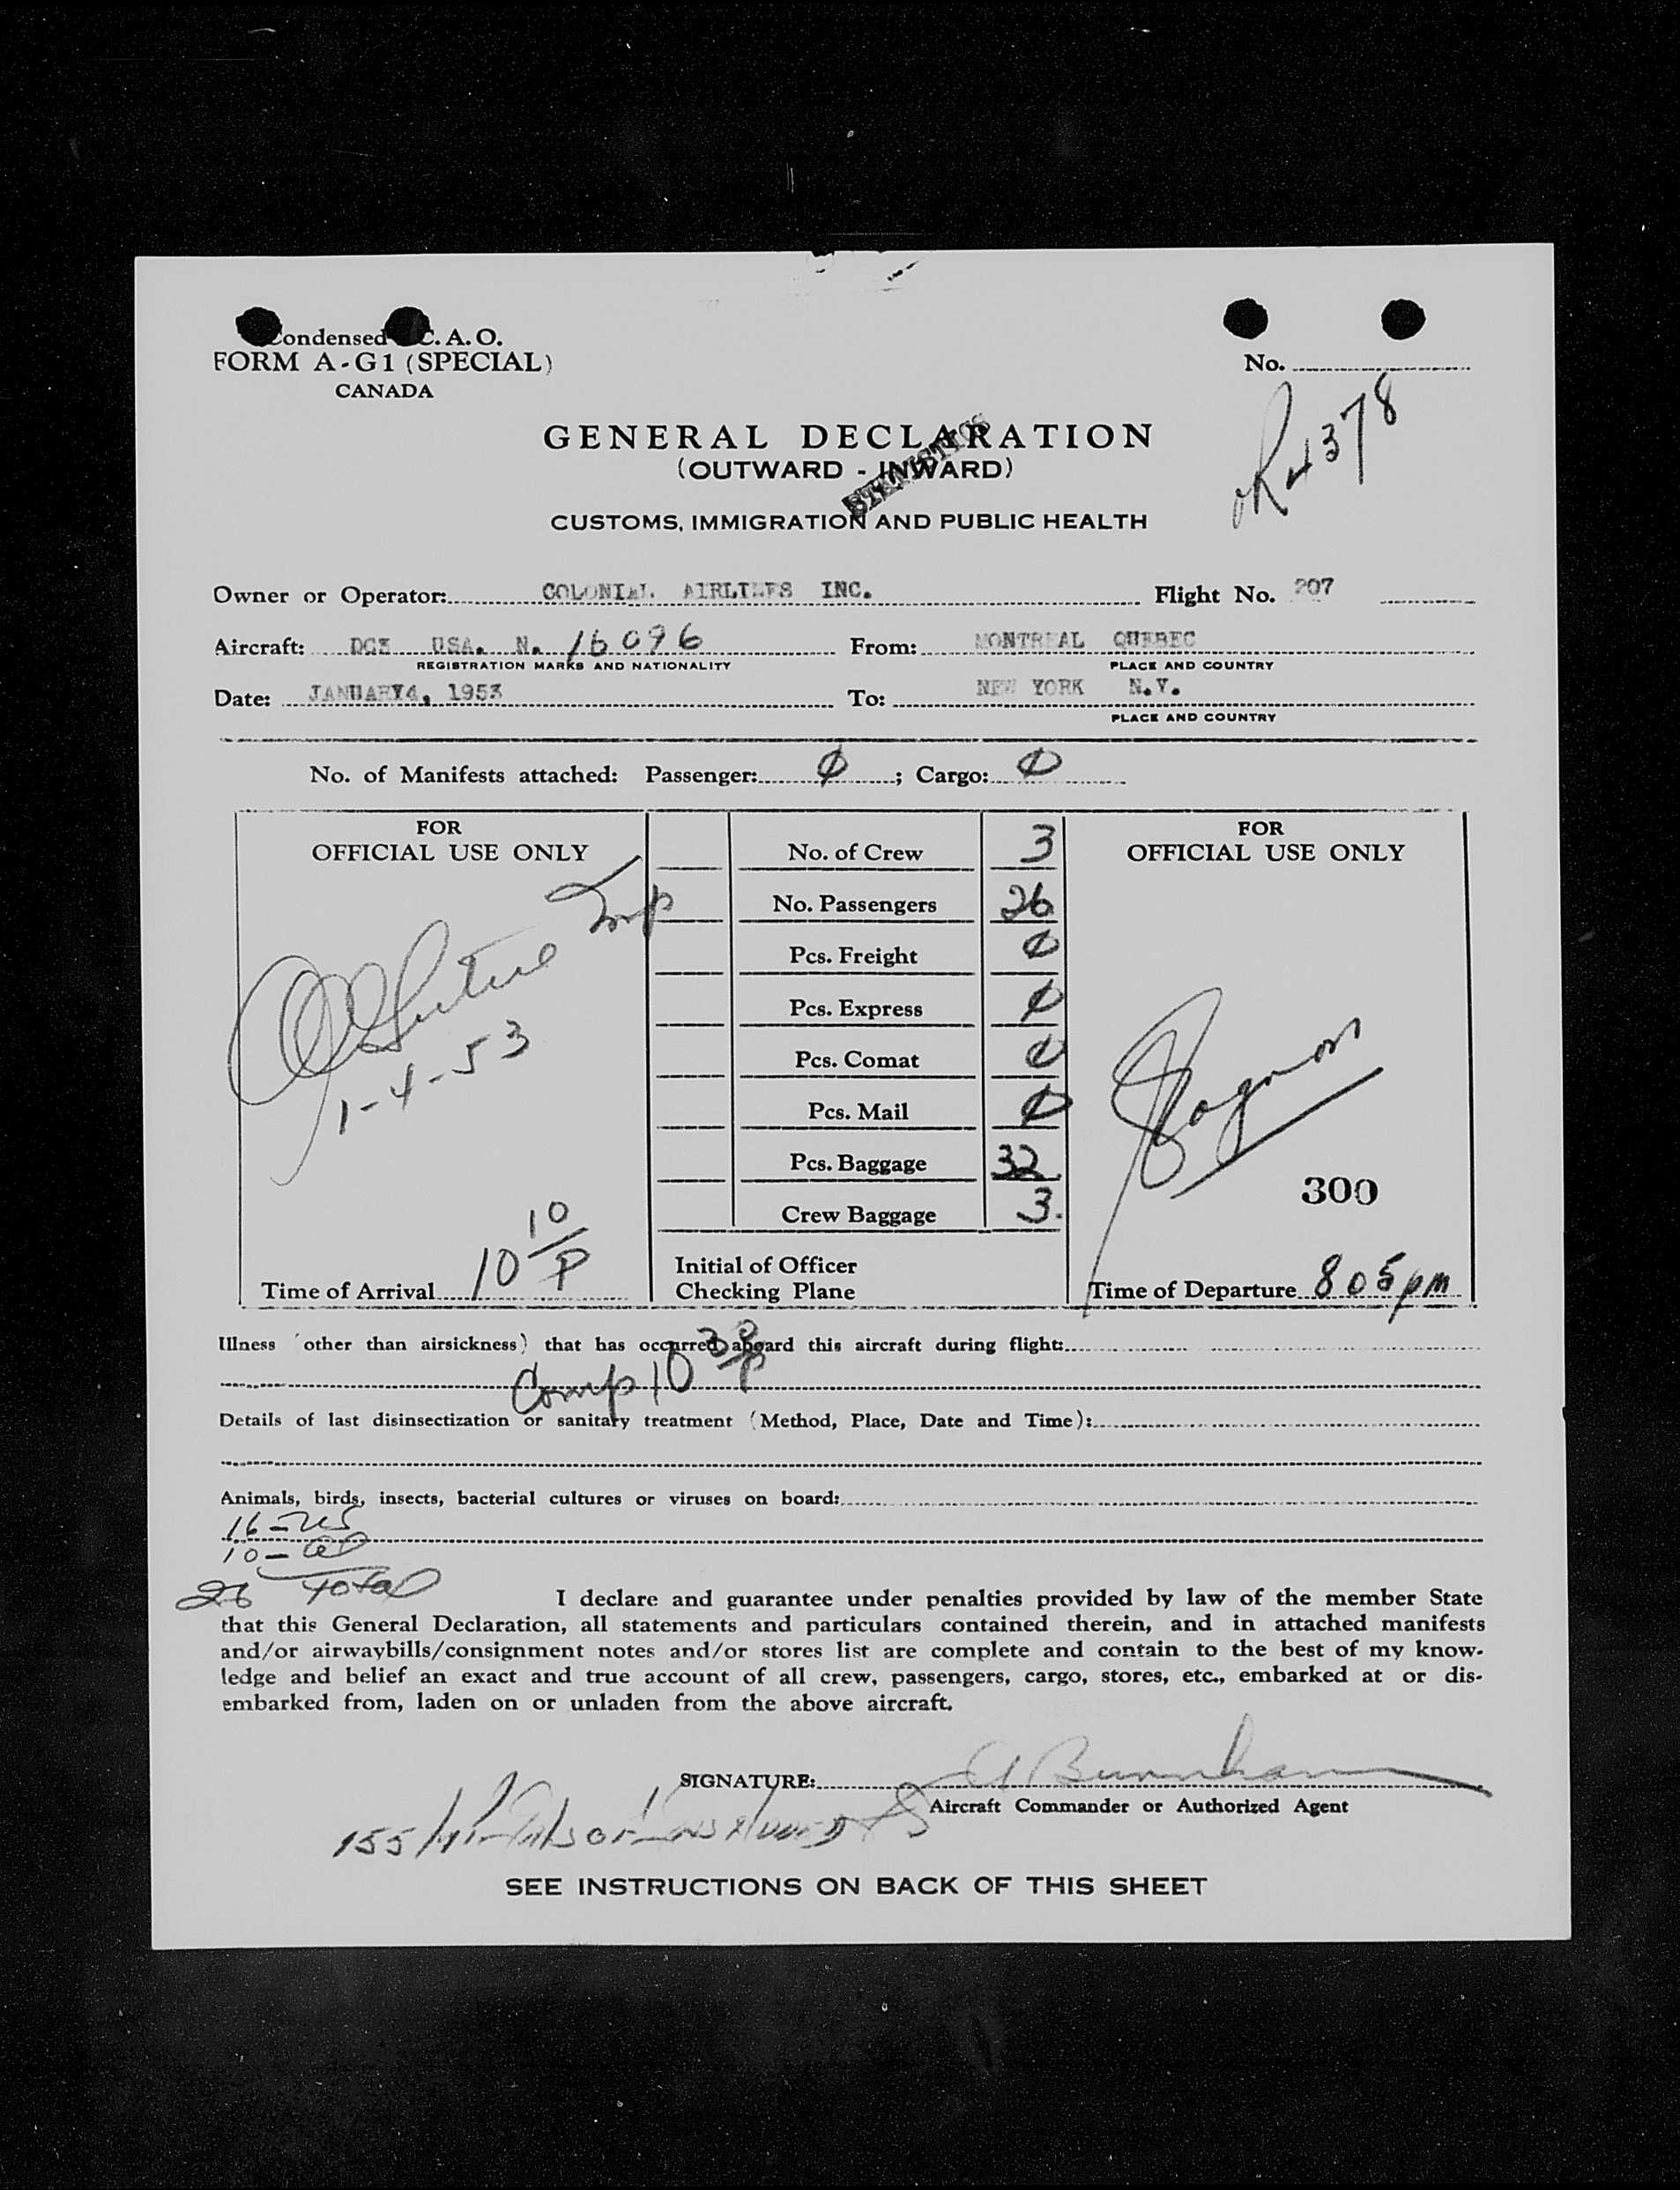 Condensed I.C.A.O.
FORM A-G1 (SPECIAL)
CANADA
No.
OK 4378
GENERAL DECLARATION
(OUTWARD - INWARD)
STATISTICS
CUSTOMS, IMMIGRATION AND PUBLIC HEALTH
Owner or Operator: COLONIAL AIRLINES INC. Flight No. 207
Aircraft: DC3 USA. N. 16096 From: MONTREAL QUEBEC
REGISTRATION MARKS AND NATIONALITY PLACE AND COUNTRY
Date: JANUARY4, 1953 To: NEW YORK N.Y.
PLACE AND COUNTRY
No. of Manifests attached: Passenger: 0 ; Cargo: 0
FOR
OFFICIAL USE ONLY
Imp
1-4-53
Time of Arrival 10 10/P
No. of Crew 3
No. Passengers 26
Pcs. Freight 0
Pcs. Express 0
Pcs. Comat 0
Pcs. Mail 0
Pcs. Baggage 32
Crew Baggage 3.
Initial of Officer
Checking Plane
FOR
OFFICIAL USE ONLY
Gagnon
300
Time of Departure 805pm
Illness (other than airsickness) that has occurred aboard this aircraft during flight:
Comp 10 30/P
Details of last disinsectization or sanitary treatment (Method, Place, Date and Time):
Animals, birds, insects, bacterial cultures or viruses on board:
16-US
10-
26 Total
I declare and guarantee under penalties provided by law of the member State
that this General Declaration, all statements and particulars contained therein, and in attached manifests
and/or airwaybills/consignment notes and/or stores list are complete and contain to the best of my know-
ledge and belief an exact and true account of all crew, passengers, cargo, stores, etc., embarked at or dis-
embarked from, laden on or unladen from the above aircraft.
SIGNATURE: Burnham
Aircraft Commander or Authorized Agent
155
SEE INSTRUCTIONS ON BACK OF THIS SHEET